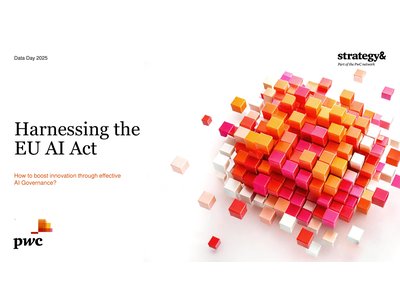 Data Day 2025
strategy&
Part of the PwC network
Harnessing the
EU AI Act
How to boost innovation through effective
AI Governance?
pwc